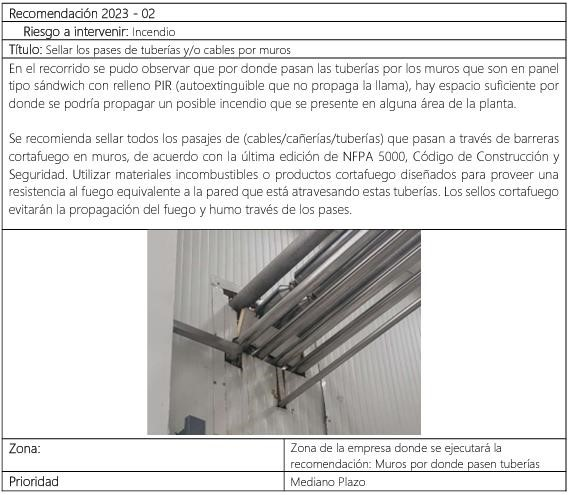 Recomendación 2023 - 02
Riesgo a intervenir: Incendio
Título: Sellar los pases de tuberías y/o cables por muros
En el recorrido se pudo observar que por donde pasan las tuberías por los muros que son en panel
tipo sándwich con relleno PIR (autoextinguible que no propaga la llama), hay espacio suficiente por
donde se podría propagar un posible incendio que se presente en alguna área de la planta.
Se recomienda sellar todos los pasajes de (cables/cañerías/tuberías) que pasan a través de barreras
cortafuego en muros, de acuerdo con la última edición de NFPA 5000, Código de Construcción y
Seguridad. Utilizar materiales incombustibles o productos cortafuego diseñados para proveer una
resistencia al fuego equivalente a la pared que está atravesando estas tuberías. Los sellos cortafuego
evitarán la propagación del fuego y humo través de los pases.
Zona:
Zona de la empresa donde se ejecutará la
recomendación: Muros por donde pasen tuberías
Prioridad
Mediano Plazo